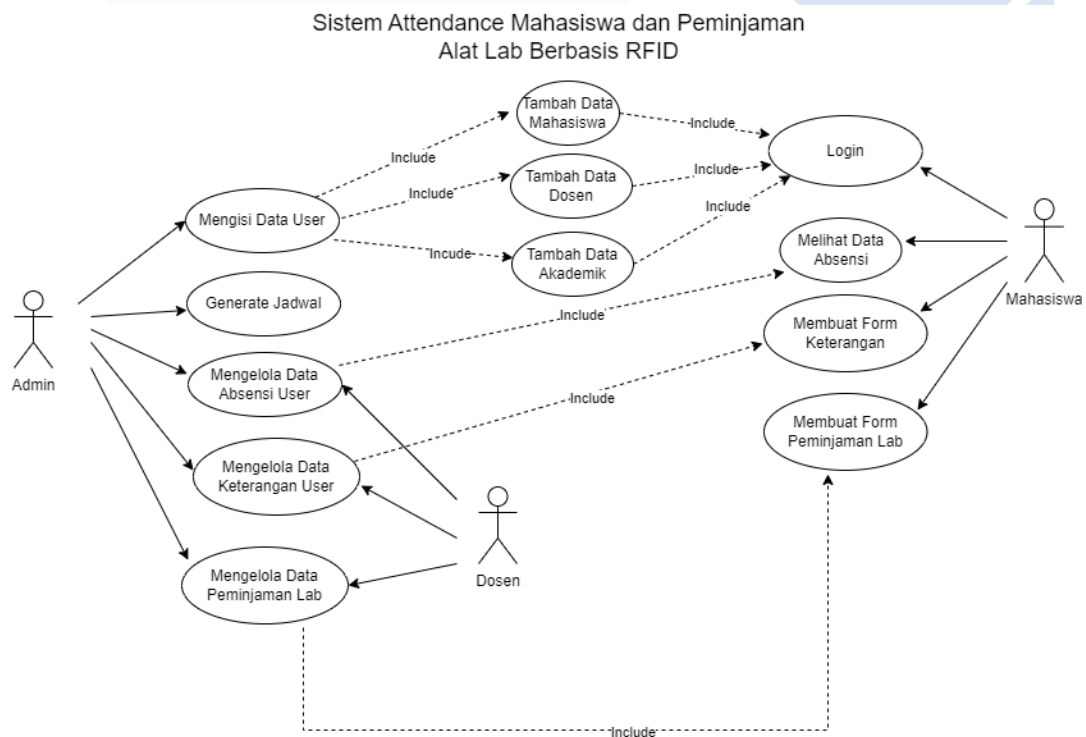 Sistem Attendance Mahasiswa dan Peminjaman
Alat Lab Berbasis RFID
Tambah Data
Mahasiswa
Include
Login
Include
Tambah Data
Dosen
Include
Include
Mengisi Data User
Include
Incude
Tambah Data
Akademik
Melihat Data
Absensi
Mahasiswa
Generate Jadwal
Include
Membuat Form
Keterangan
Admin
Mengelola Data
Absensi User
Include
Membuat Form
Peminjaman Lab
Mengelola Data
Keterangan User
Dosen
Mengelola Data
Peminjaman Lab
Include